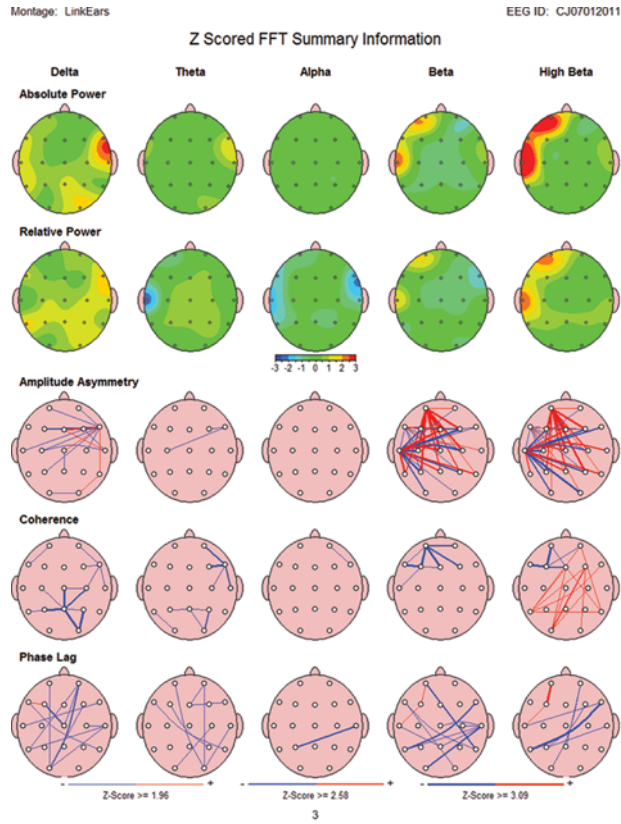 Montage: LinkEars EEG ID: CJ07012011
Z Scored FFT Summary Information
Delta Theta Alpha Beta High Beta
Absolute Power
Relative Power
-3 -2 -1 0 1 2 3
Amplitude Asymmetry
Coherence
Phase Lag
- + - + - +
Z-Score >= 1.96 Z-Score >= 2.58 Z-Score >= 3.09
3